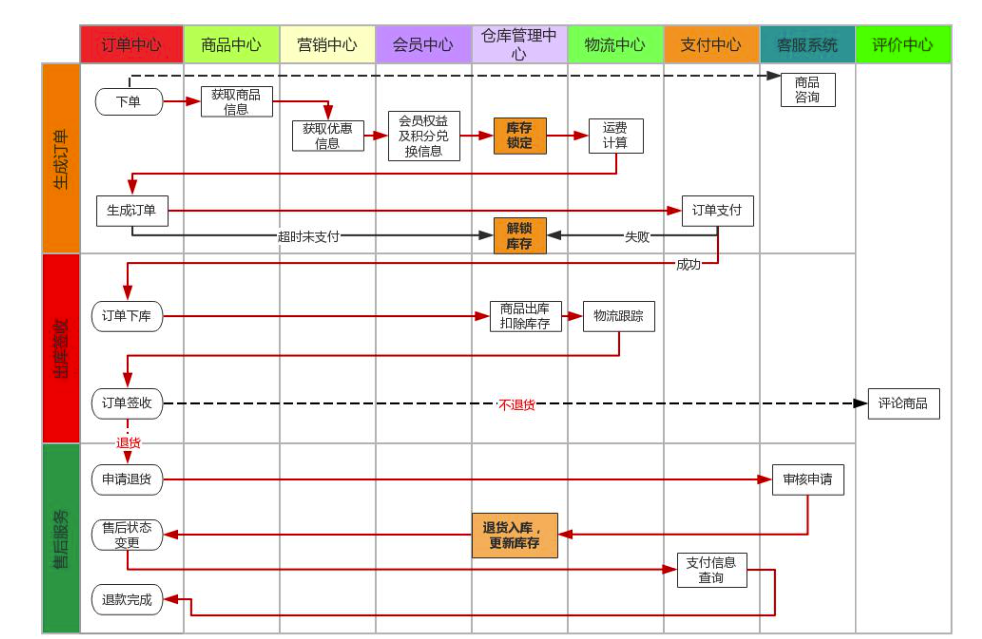 订单中心
商品中心
营销中心
会员中心
仓库管理中
心
物流中心
支付中心
客服系统
评价中心
生成订单
下单
获取商品
信息
获取优惠
信息
会员权益
及积分兑
换信息
库存
锁定
运费
计算
商品
咨询
生成订单
订单支付
超时未支付
解锁
库存
失败
成功
出库签收
订单下库
商品出库
扣除库存
物流跟踪
订单签收
不退货
评论商品
退货
售后服务
申请退货
审核申请
售后状态
变更
退货入库，
更新库存
支付信息
查询
退款完成